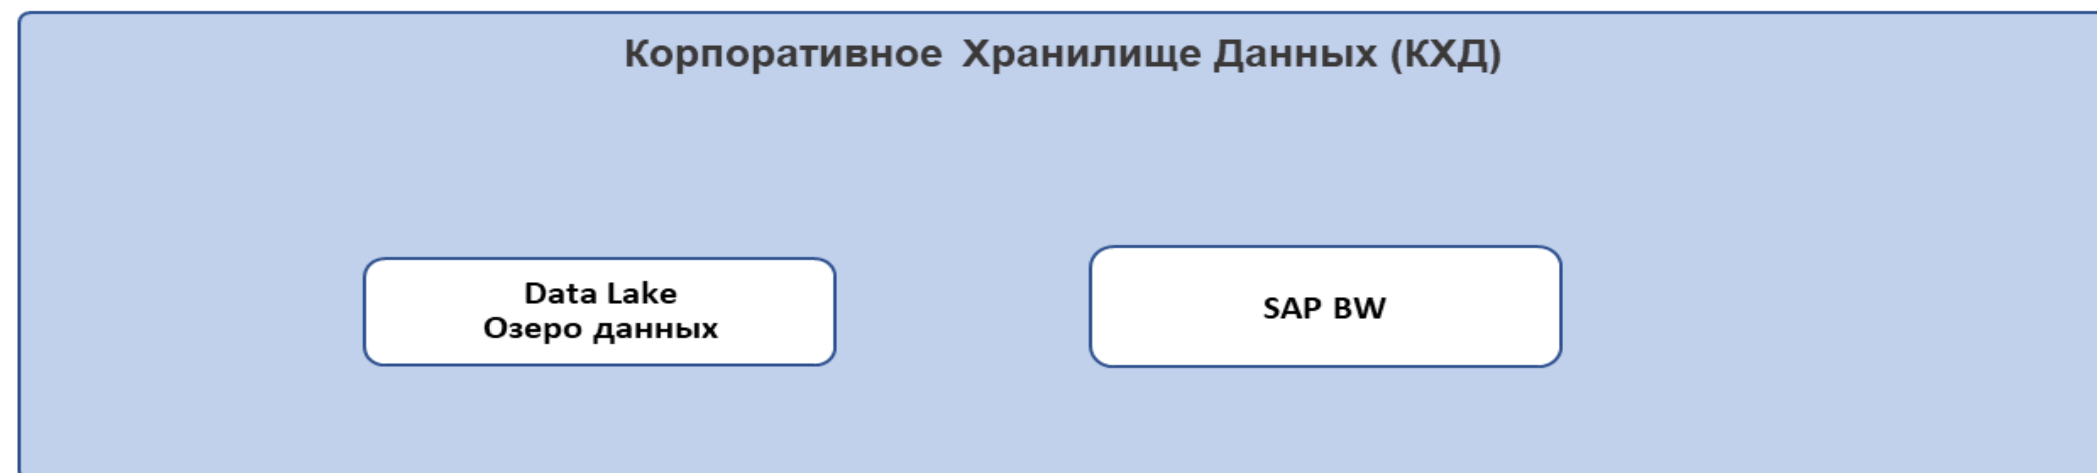 Корпоративное Хранилище Данных (КХД)
Data Lake
Озеро данных
SAP BW